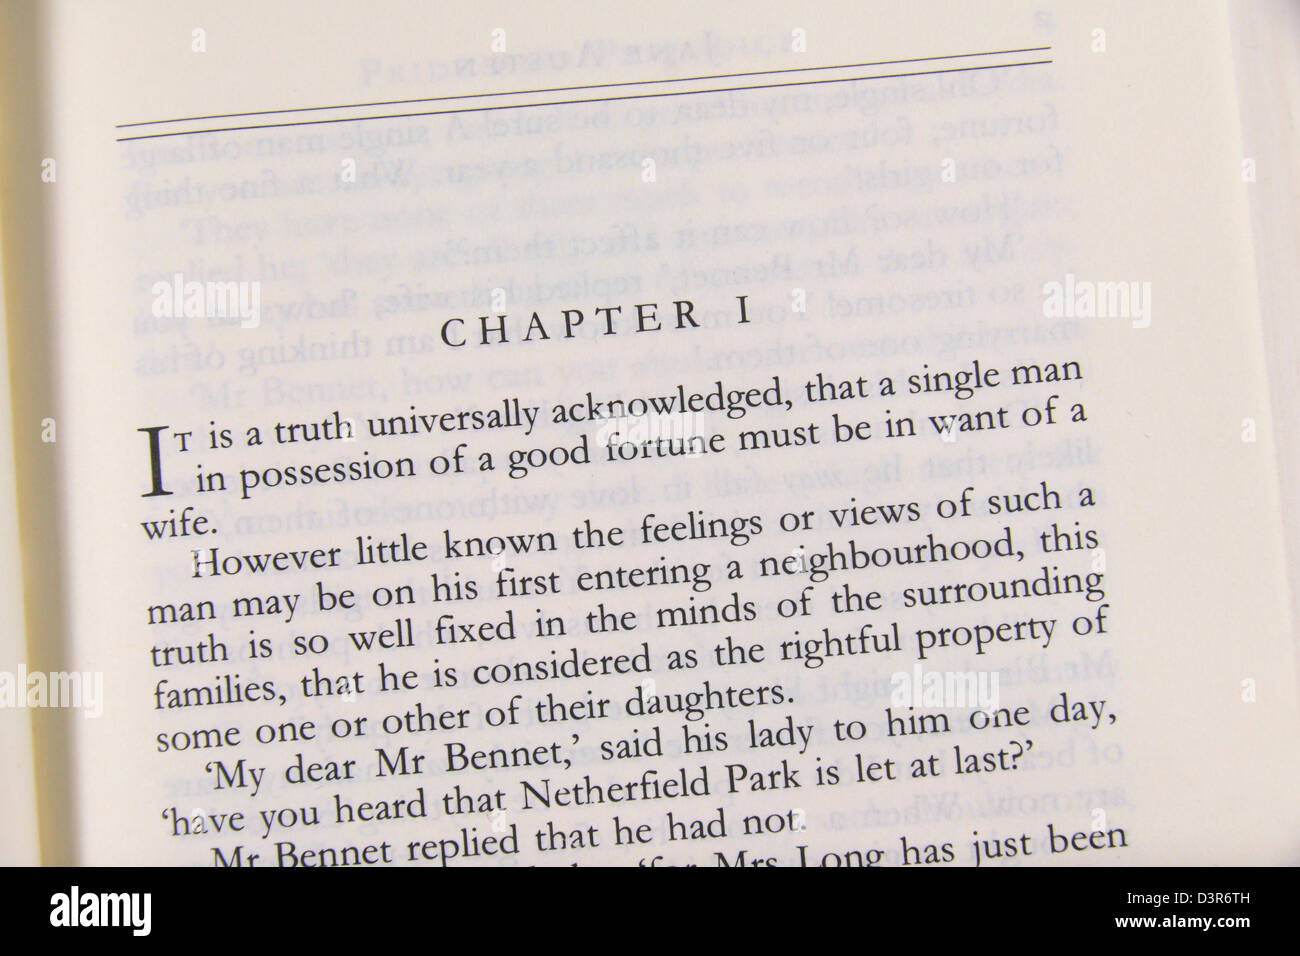 CHAPTER I
IT is a truth universally acknowledged, that a single man
in possession of a good fortune must be in want of a
wife.
However little known the feelings or views of such a
man may be on his first entering a neighbourhood, this
truth is so well fixed in the minds of the surrounding
families, that he is considered as the rightful property of
some one or other of their daughters.
‘My dear Mr Bennet,’ said his lady to him one day,
‘have you heard that Netherfield Park is let at last?’
Mr Bennet replied that he had not.
‘for Mrs Long has just been
alamy
Image ID: D3R6TH
www.alamy.com